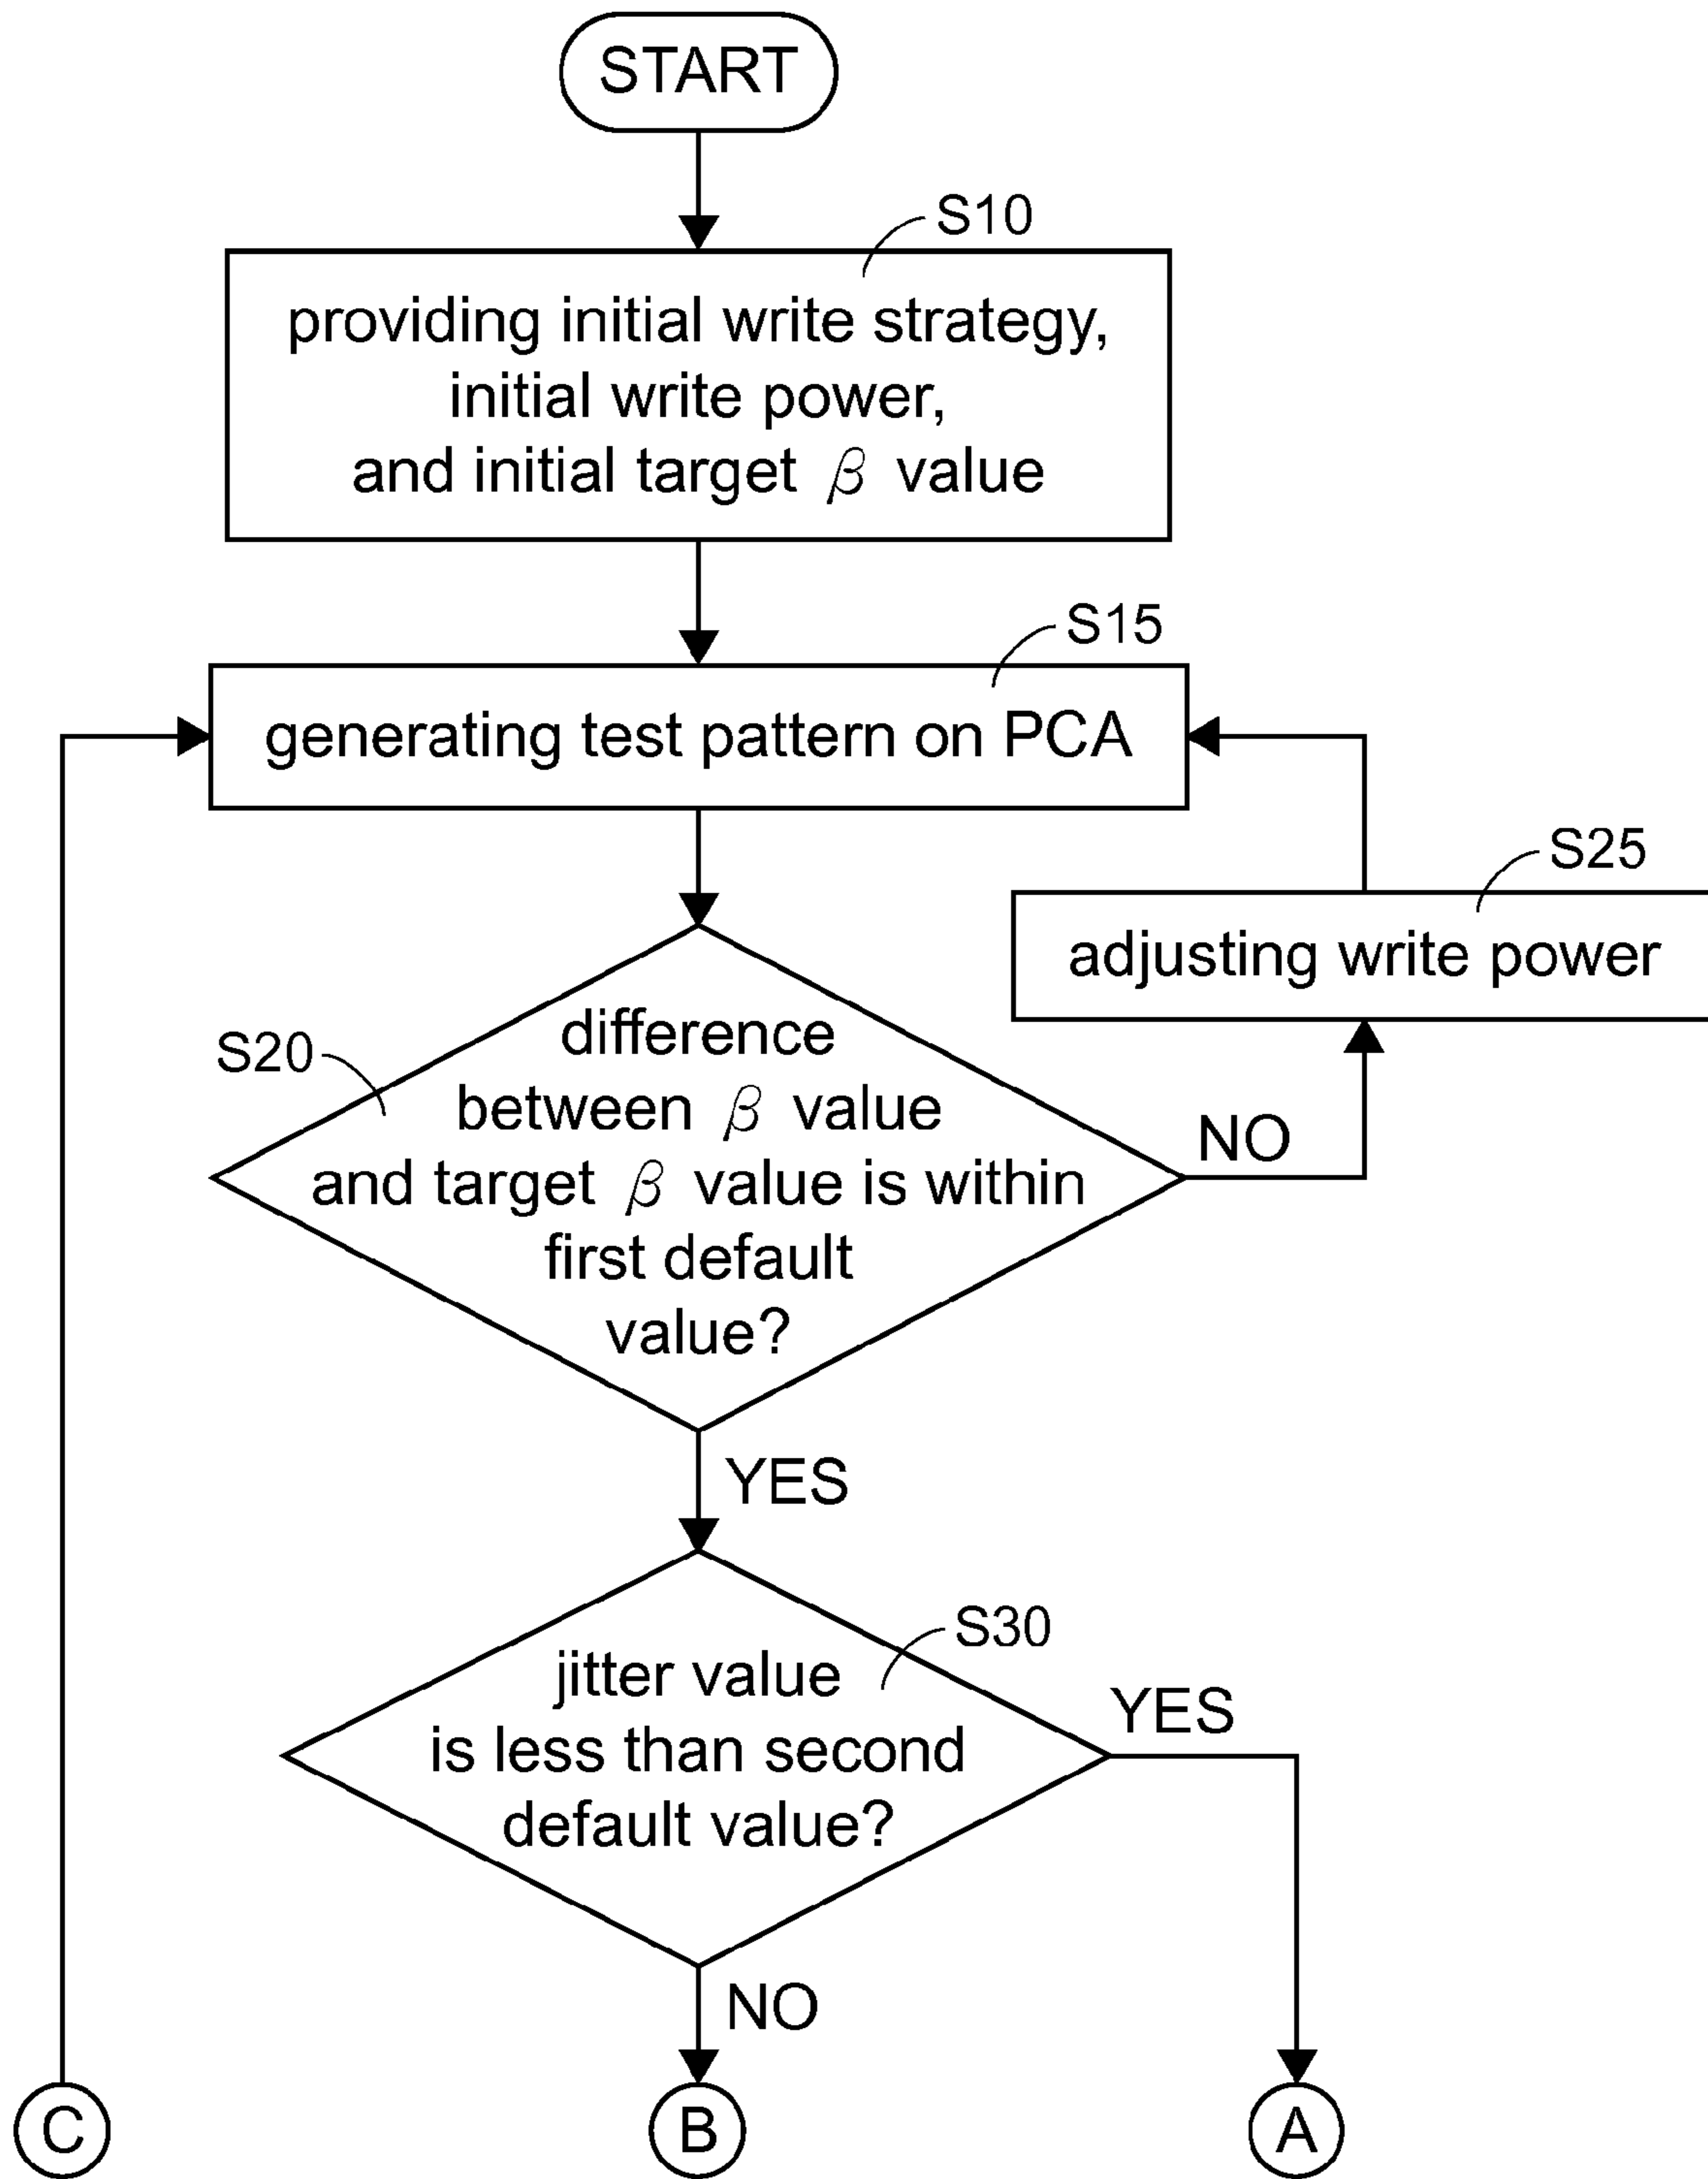 START
S10
providing initial write strategy,
initial write power,
and initial target β value
S15
generating test pattern on PCA
S25
adjusting write power
S20
difference
between β value
and target β value is within
first default
value?
NO
YES
S30
jitter value
is less than second
default value?
YES
NO
C
B
A